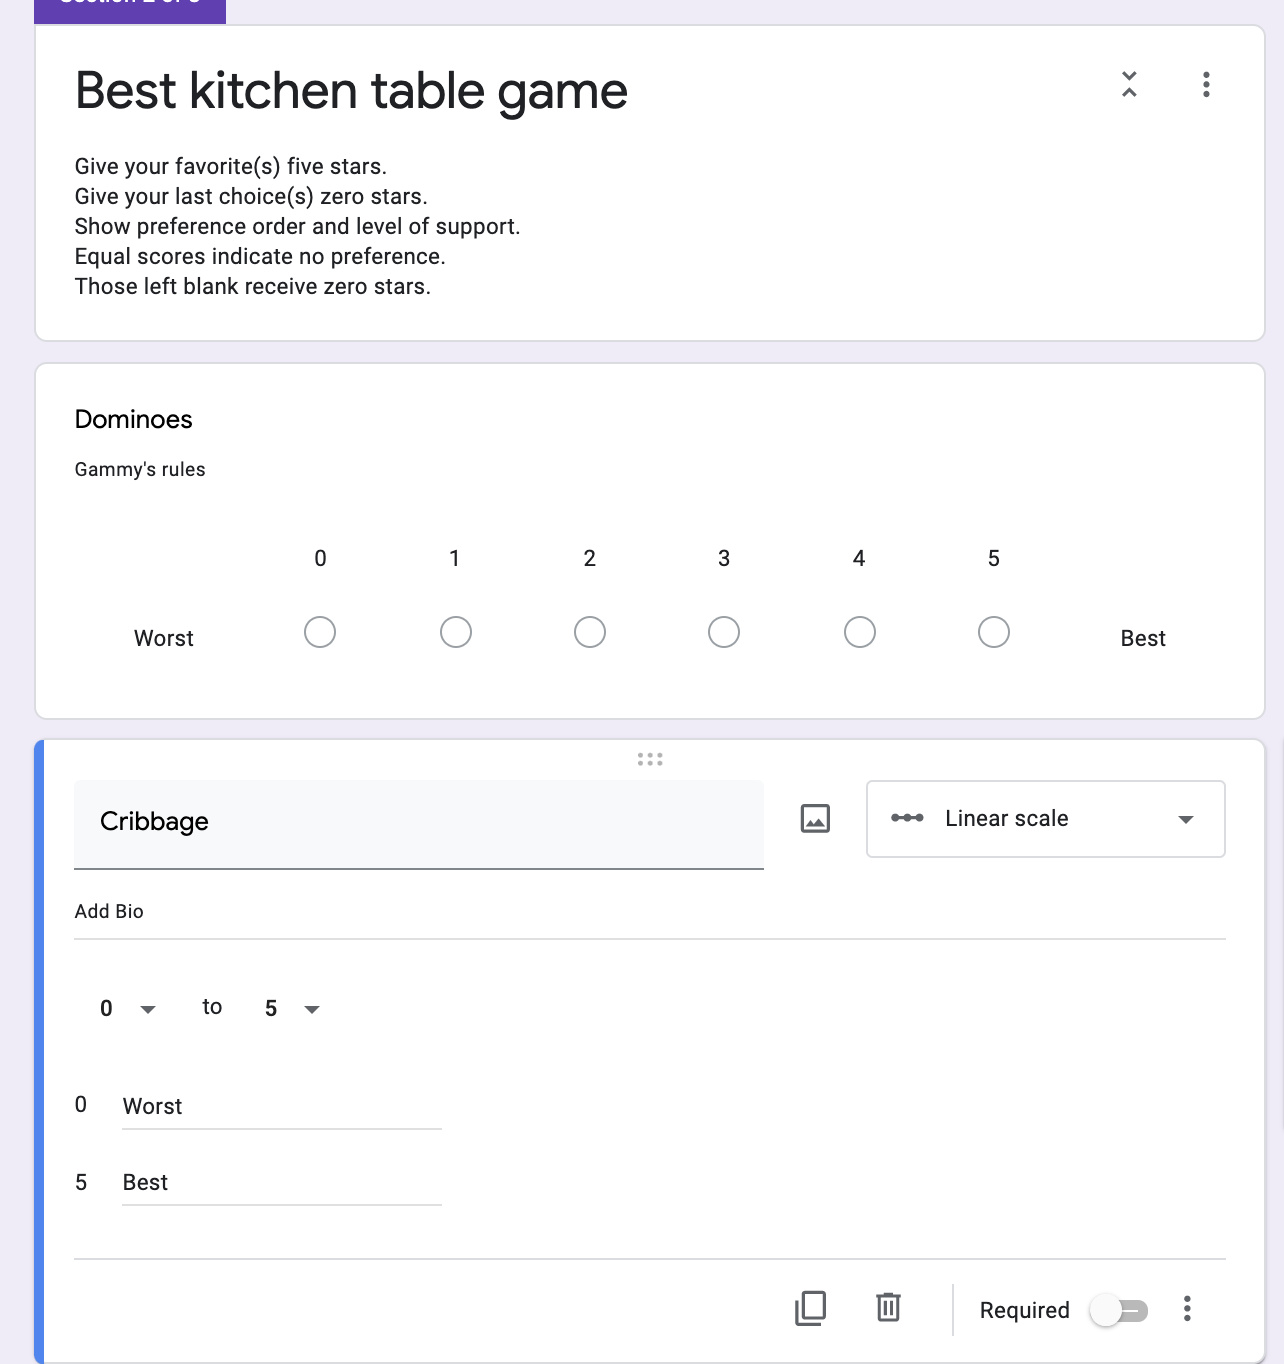 Best kitchen table game
Give your favorite(s) five stars.
Give your last choice(s) zero stars.
Show preference order and level of support.
Equal scores indicate no preference.
Those left blank receive zero stars.
Dominoes
Gammy's rules
0 1 2 3 4 5
Worst Best
Cribbage
Linear scale
Add Bio
0 to 5
0 Worst
5 Best
Required